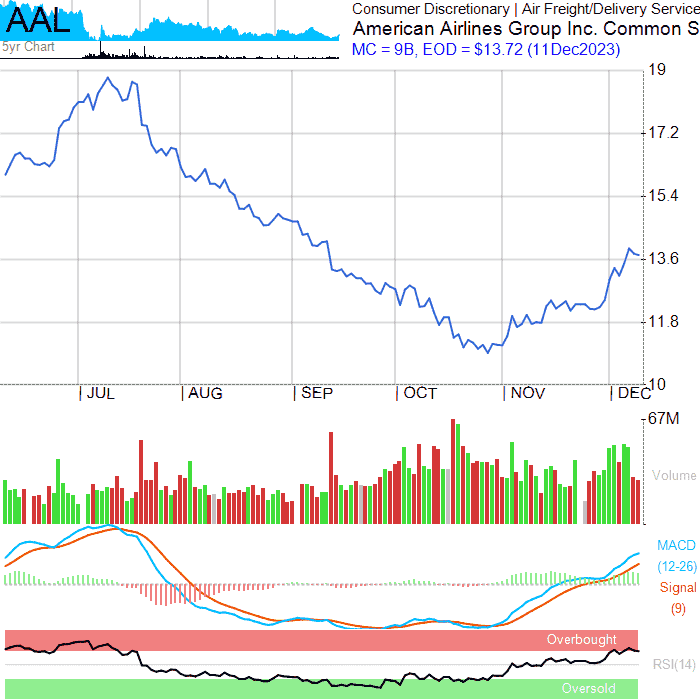 AAL
5yr Chart
Consumer Discretionary | Air Freight/Delivery Service
American Airlines Group Inc. Common S
MC = 9B, EOD = $13.72 (11Dec2023)
19
17.2
15.4
13.6
11.8
10
JUL AUG SEP OCT NOV DEC
67M
Volume
MACD
(12-26)
Signal
(9)
Overbought
RSI(14)
Oversold